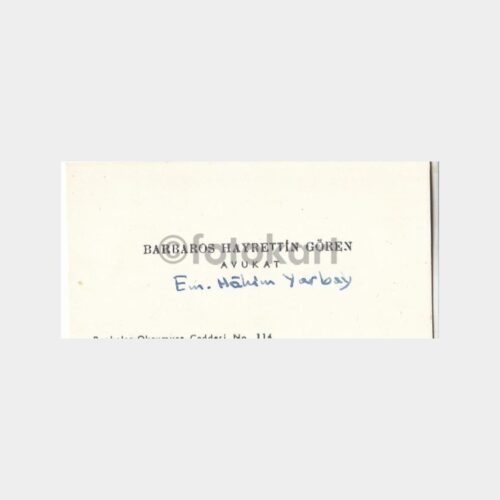 BARBAROS HAYRETTİN GÖREN
©fotokart
AVUKAT
Em. Hâkim Yarbay
Caddesi No. 114